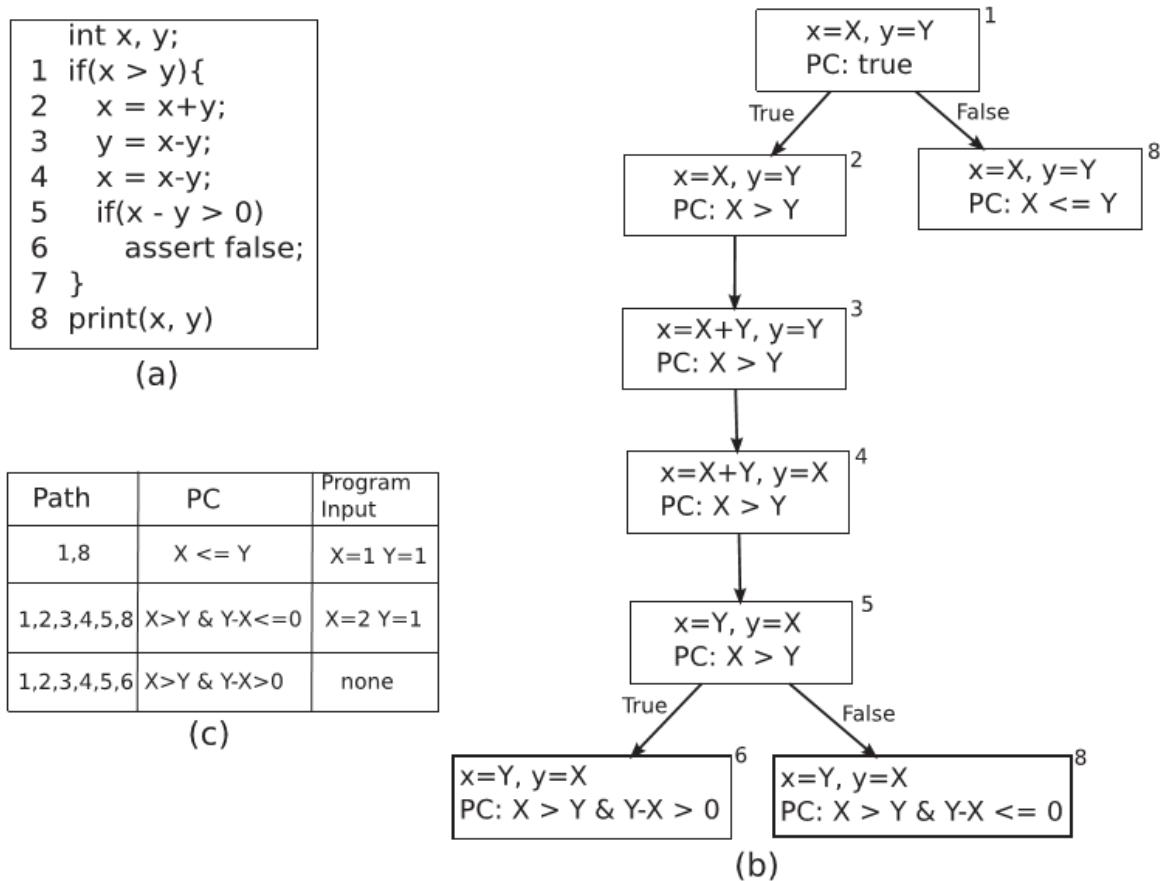 int x, y;
1 if(x > y){
2 x = x+y;
3 y = x-y;
4 x = x-y;
5 if(x - y > 0)
6 assert false;
7 }
8 print(x, y)
(a)
Path PC Program Input
1,8 X <= Y X=1 Y=1
1,2,3,4,5,8 X>Y & Y-X<=0 X=2 Y=1
1,2,3,4,5,6 X>Y & Y-X>0 none
(c)
1
x=X, y=Y
PC: true
True
False
2
x=X, y=Y
PC: X > Y
8
x=X, y=Y
PC: X <= Y
3
x=X+Y, y=Y
PC: X > Y
4
x=X+Y, y=X
PC: X > Y
5
x=Y, y=X
PC: X > Y
True
False
6
x=Y, y=X
PC: X > Y & Y-X > 0
8
x=Y, y=X
PC: X > Y & Y-X <= 0
(b)